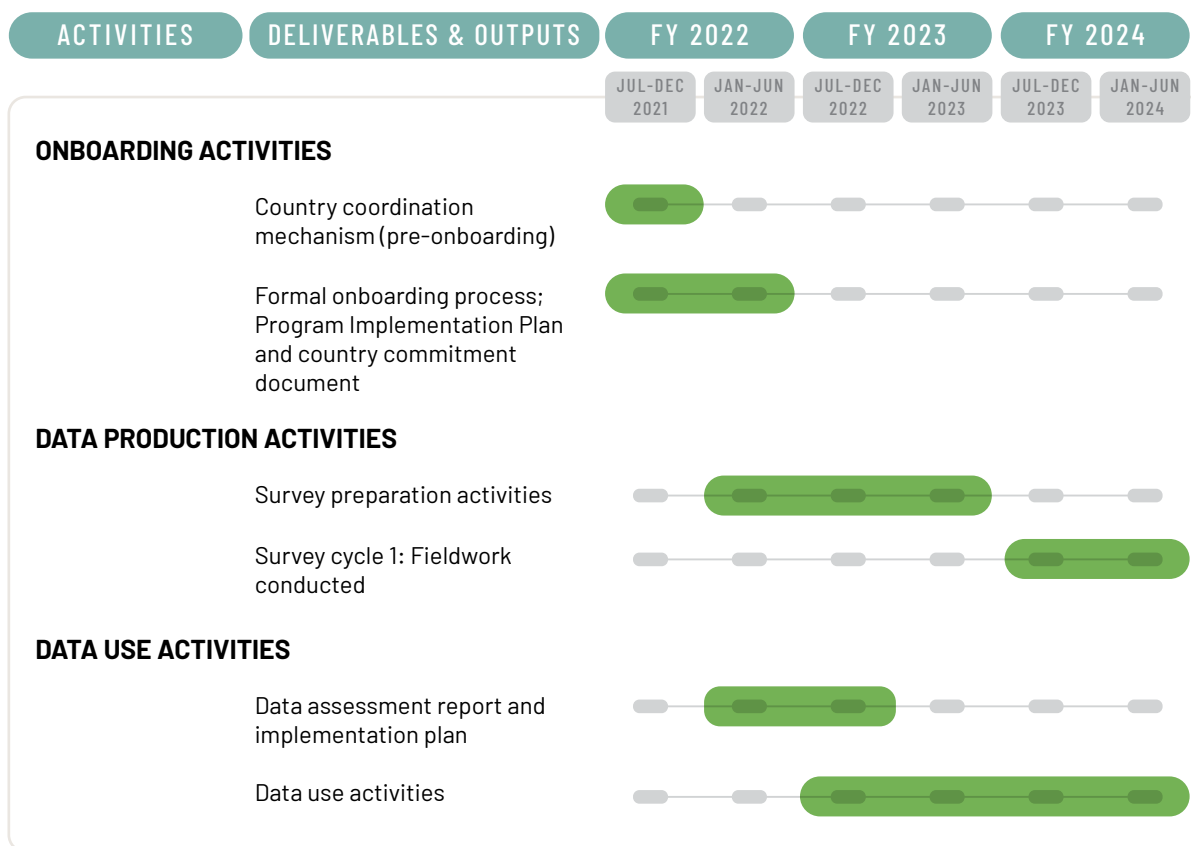 ACTIVITIES
DELIVERABLES & OUTPUTS
FY 2022
FY 2023
FY 2024
JUL-DEC
2021
JAN-JUN
2022
JUL-DEC
2022
JAN-JUN
2023
JUL-DEC
2023
JAN-JUN
2024
ONBOARDING ACTIVITIES
Country coordination
mechanism (pre-onboarding)
Formal onboarding process;
Program Implementation Plan
and country commitment
document
DATA PRODUCTION ACTIVITIES
Survey preparation activities
Survey cycle 1: Fieldwork
conducted
DATA USE ACTIVITIES
Data assessment report and
implementation plan
Data use activities